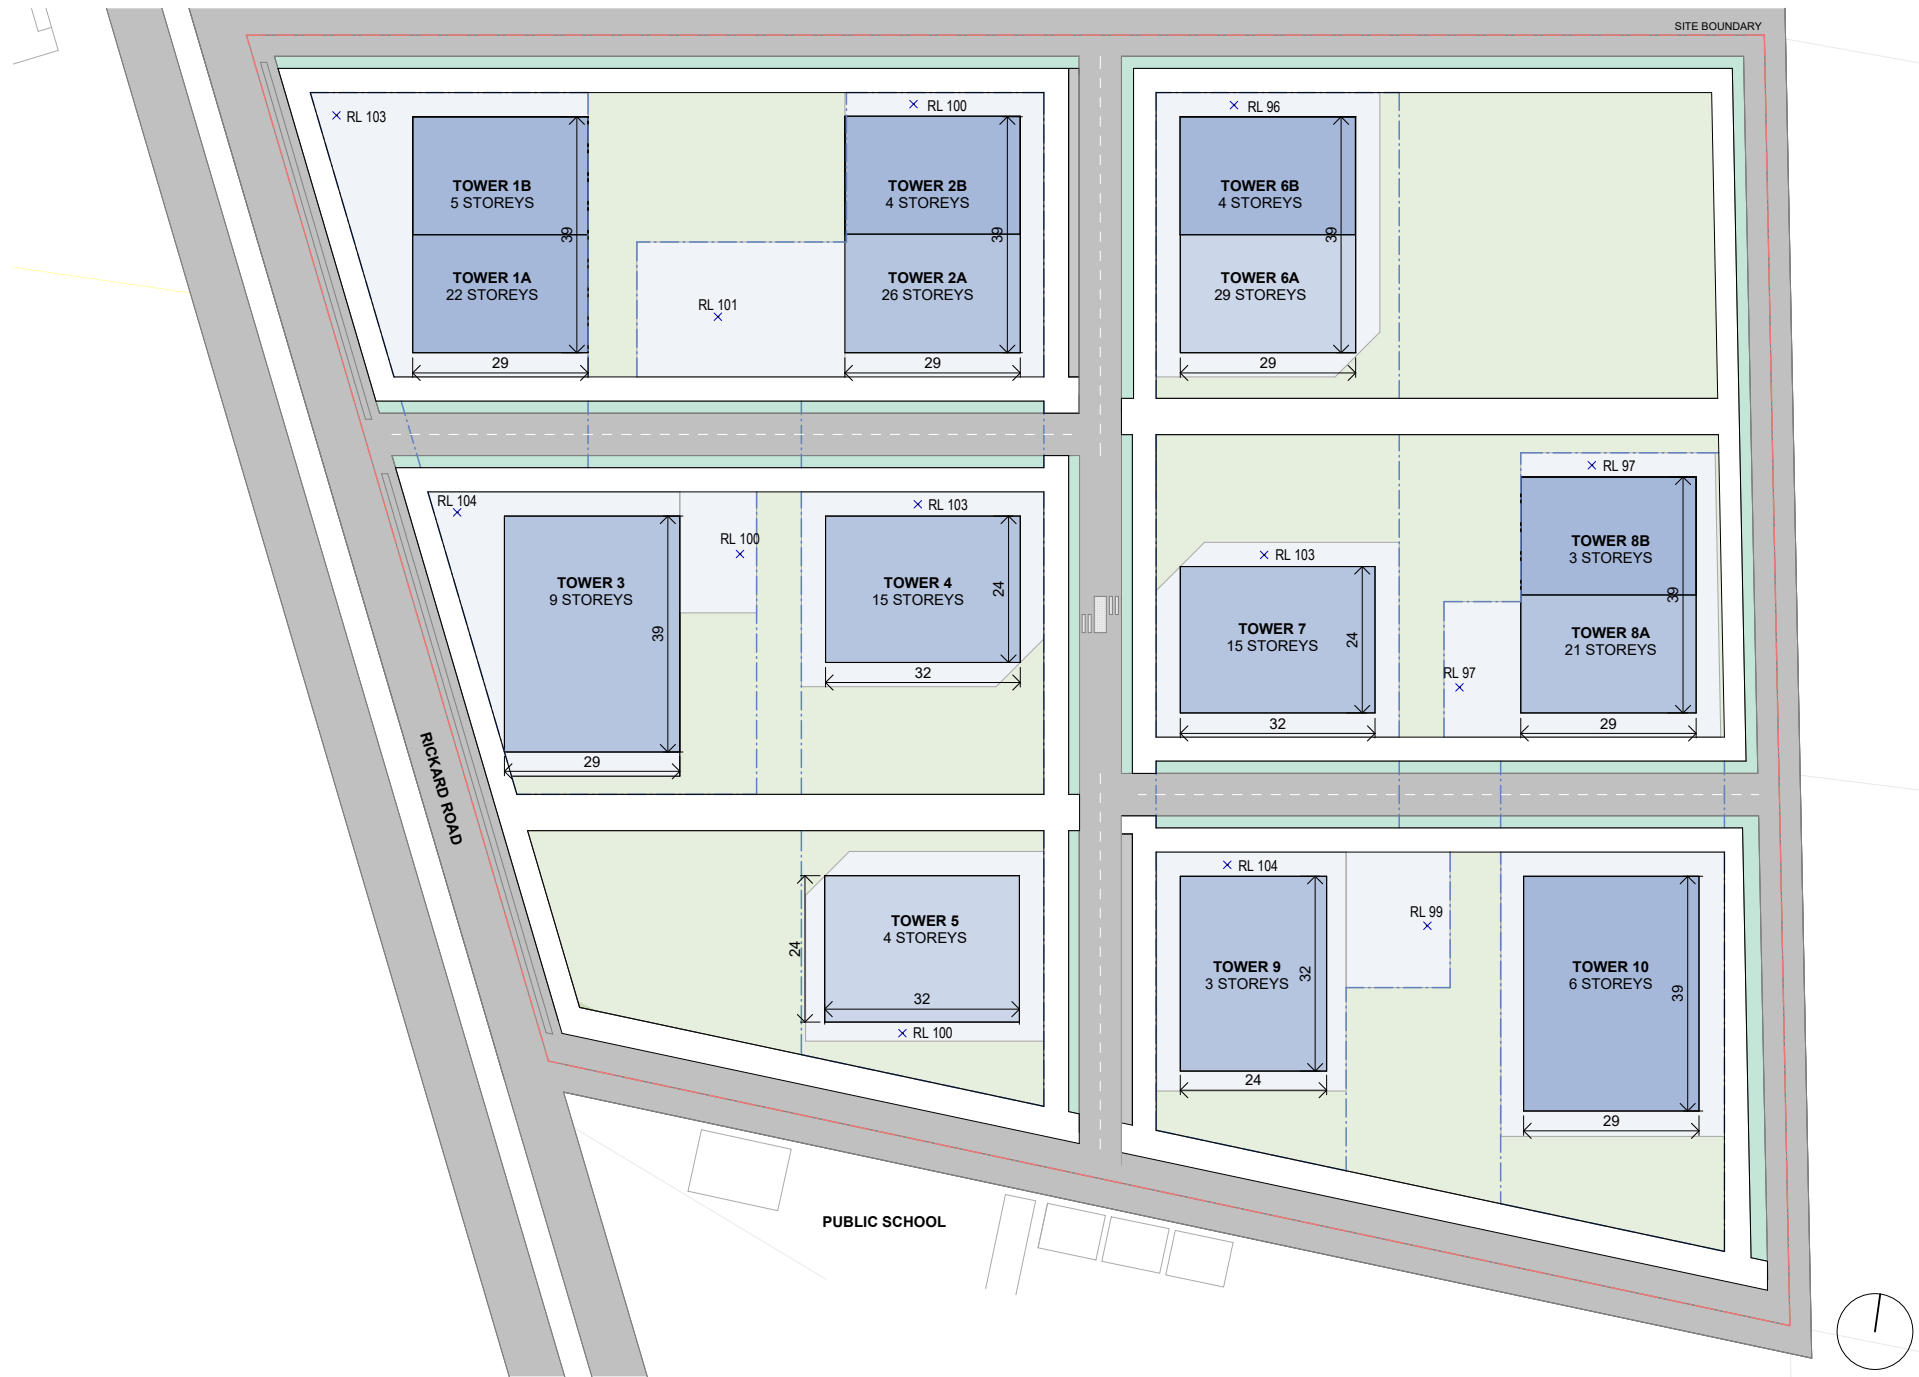 SITE BOUNDARY
RL 103
TOWER 1B
5 STOREYS
TOWER 1A
22 STOREYS
39
29
RL 101
RL 100
TOWER 2B
4 STOREYS
TOWER 2A
26 STOREYS
39
29
RL 96
TOWER 6B
4 STOREYS
TOWER 6A
29 STOREYS
39
29
RL 104
TOWER 3
9 STOREYS
39
29
RL 100
RL 103
TOWER 4
15 STOREYS
24
32
RL 103
TOWER 7
15 STOREYS
24
32
RL 97
TOWER 8B
3 STOREYS
TOWER 8A
21 STOREYS
39
29
RL 97
RICKARD ROAD
TOWER 5
4 STOREYS
24
32
RL 100
RL 104
TOWER 9
3 STOREYS
32
24
RL 99
TOWER 10
6 STOREYS
39
29
PUBLIC SCHOOL